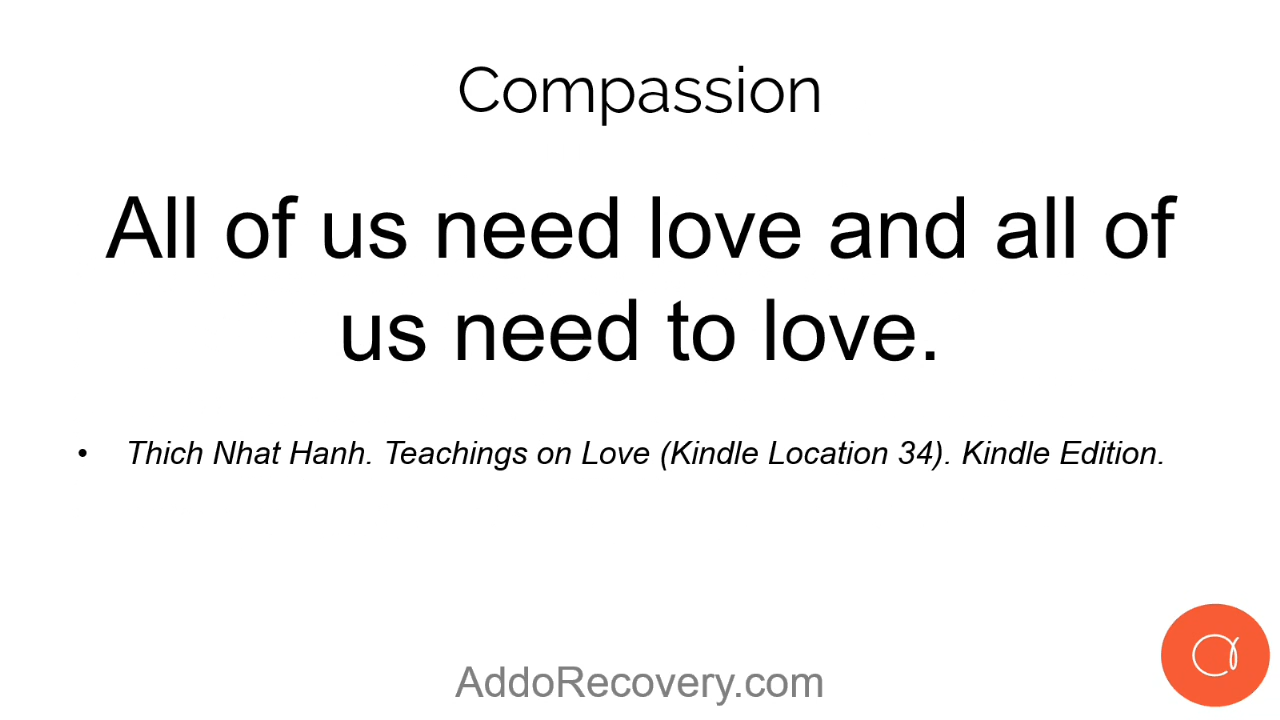 Compassion
All of us need love and all of
us need to love.
• Thich Nhat Hanh. Teachings on Love (Kindle Location 34). Kindle Edition.
AddoRecovery.com